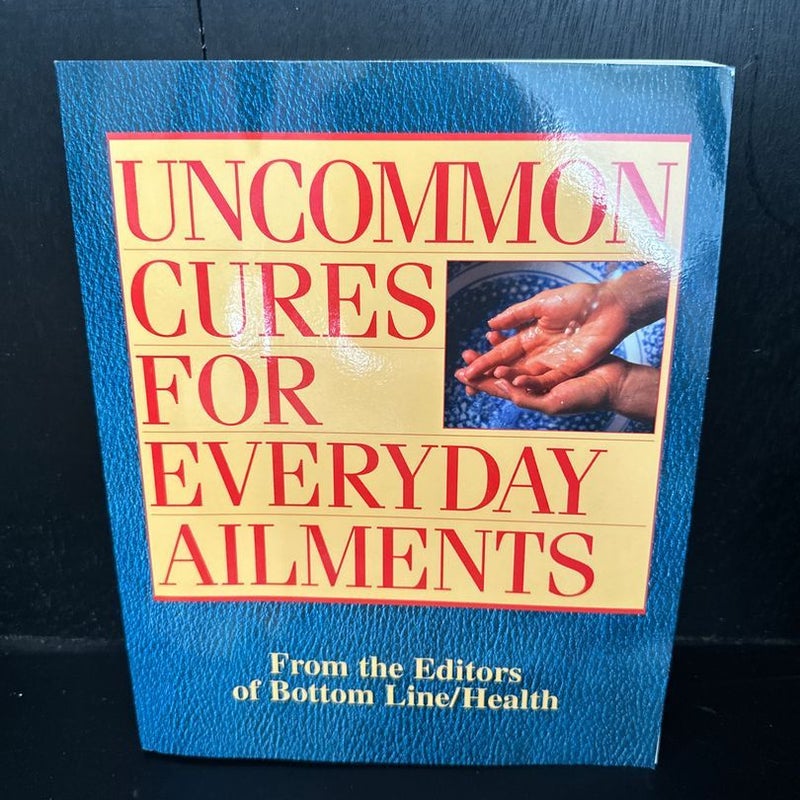 UNCOMMON
CURES
FOR
EVERYDAY
AILMENTS
From the Editors
of Bottom Line/Health